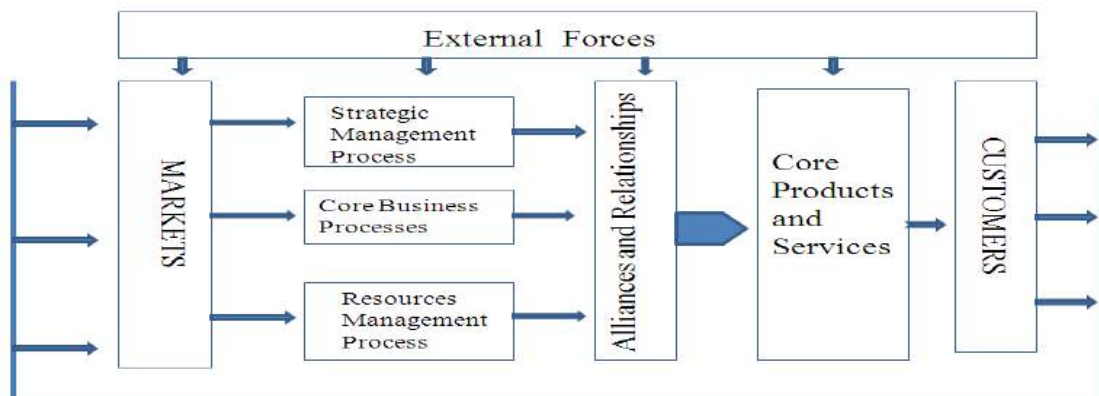 External Forces
MARKETS
Strategic
Management
Process
Core Business
Processes
Resources
Management
Process
Alliances and Relationships
Core
Products
and
Services
CUSTOMERS